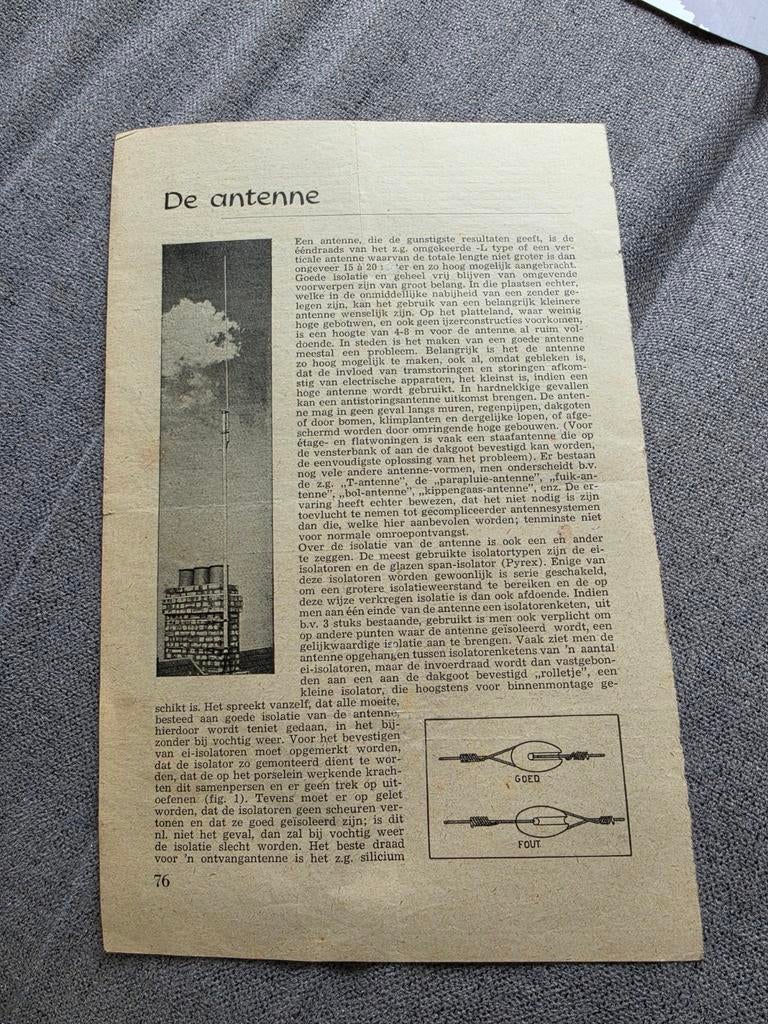 De antenne
Een antenne, die de gunstigste resultaten geeft, is de
ééndraads van het z.g. omgekeerde -L type of een ver-
ticale antenne waarvan de totale lengte niet groter is dan
ongeveer 15 à 20 en zo hoog mogelijk aangebracht.
Goede isolatie en geheel vrij blijven van omgevende
voorwerpen zijn van groot belang. In die plaatsen echter,
welke in de onmiddellijke nabijheid van een zender ge-
legen zijn, kan het gebruik van een belangrijk kleinere
antenne wenselijk zijn. Op het platteland, waar weinig
hoge gebouwen, en ook geen ijzerconstructies voorkomen,
is een hoogte van 4-8 m voor de antenne al ruim vol-
doende. In steden is het maken van een goede antenne
meestal een probleem. Belangrijk is het de antenne
zo hoog mogelijk te maken, ook al, omdat gebleken is,
dat de invloed van tramstoringen en storingen afkom-
stig van electrische apparaten, het kleinst is, indien een
hoge antenne wordt gebruikt. In hardnekkige gevallen
kan een antistoringsantenne uitkomst brengen. De anten-
ne mag in geen geval langs muren, regenpijpen, dakgoten
of door bomen, klimplanten en dergelijke lopen, of afge-
schermd worden door omringende hoge gebouwen. (Voor
étage- en flatwoningen is vaak een staafantenne die op
de vensterbank of aan de dakgoot bevestigd kan worden,
de eenvoudigste oplossing van het probleem). Er bestaan
nog vele andere antenne-vormen, men onderscheidt b.v.
de z.g. „T-antenne", de „parapluie-antenne", „fuik-an-
tenne", „bol-antenne", „kippengaas-antenne", enz. De er-
varing heeft echter bewezen, dat het niet nodig is zijn
toevlucht te nemen tot gecompliceerder antennesystemen
dan die, welke hier aanbevolen worden; tenminste niet
voor normale omroepontvangst.
Over de isolatie van de antenne is ook een en ander
te zeggen. De meest gebruikte isolatortypen zijn de ei-
isolatoren en de glazen span-isolator (Pyrex). Enige van
deze isolatoren worden gewoonlijk is serie geschakeld,
om een grotere isolatieweerstand te bereiken en de op
deze wijze verkregen isolatie is dan ook afdoende. Indien
men aan één einde van de antenne een isolatorenketen, uit
b.v. 3 stuks bestaande, gebruikt is men ook verplicht om
op andere punten waar de antenne geïsoleerd wordt, een
gelijkwaardige isolatie aan te brengen. Vaak ziet men de
antenne opgehangen tussen isolatorenketens van 'n aantal
ei-isolatoren, maar de invoerdraad wordt dan vastgebon-
den aan een aan de dakgoot bevestigd „rolletje", een
kleine isolator, die hoogstens voor binnenmontage ge-
schikt is. Het spreekt vanzelf, dat alle moeite,
besteed aan goede isolatie van de antenne,
hierdoor wordt teniet gedaan, in het bij-
zonder bij vochtig weer. Voor het bevestigen
van ei-isolatoren moet opgemerkt worden,
dat de isolator zo gemonteerd dient te wor-
den, dat de op het porselein werkende krach-
ten dit samenpersen en er geen trek op uit-
oefenen (fig. 1). Tevens moet er op gelet
worden, dat de isolatoren geen scheuren ver-
tonen en dat ze goed geïsoleerd zijn; is dit
nl. niet het geval, dan zal bij vochtig weer
de isolatie slecht worden. Het beste draad
voor 'n ontvangantenne is het z.g. silicium
GOED.
FOUT.
76